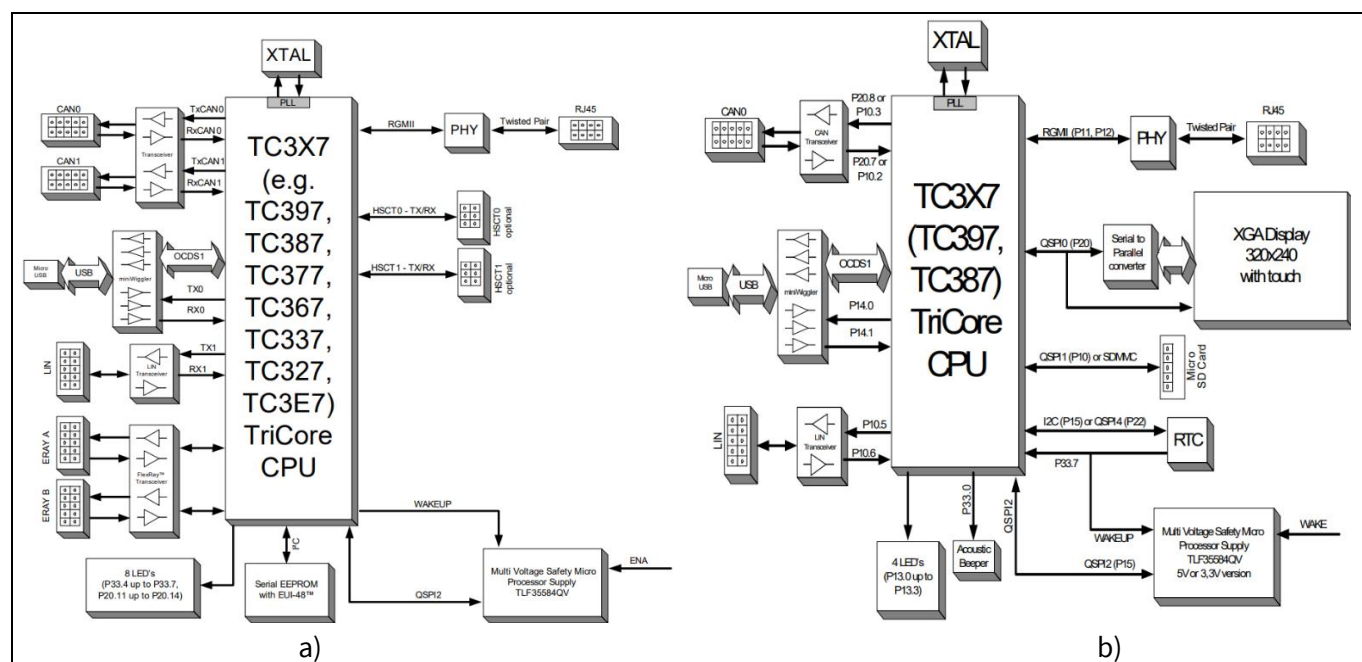 XTAL
PLL
CAN0
CAN1
Transceiver
TxCAN0
RxCAN0
TxCAN1
RxCAN1
TC3X7
(e.g.
TC397,
TC387,
TC377,
TC367,
TC337,
TC327,
TC3E7)
TriCore
CPU
RGMII
PHY
Twisted Pair
RJ45
HSCT0 - TX/RX
HSCT0
optional
HSCT1 - TX/RX
HSCT1
optional
Micro
USB
USB
miniWiggler
OCDS1
TX0
RX0
LIN
LIN
Transceiver
TX1
RX1
ERAY A
ERAY B
FlexRay™
Transceiver
8 LED's
(P33.4 up to P33.7,
P20.11 up to P20.14)
I²C
Serial EEPROM
with EUI-48™
WAKEUP
QSPI2
Multi Voltage Safety Micro
Processor Supply
TLF35584QV
ENA
a)
XTAL
PLL
CAN0
CAN
Transceiver
P20.8 or
P10.3
P20.7 or
P10.2
TC3X7
(TC397,
TC387)
TriCore
CPU
RGMII (P11, P12)
PHY
Twisted Pair
RJ45
QSPI0 (P20)
Serial to
Parallel
converter
XGA Display
320x240
with touch
Micro
USB
USB
miniWiggler
OCDS1
P14.0
P14.1
QSPI1 (P10) or SDMMC
Micro
SD Card
LIN
LIN
Transceiver
P10.5
P10.6
I2C (P15) or QSPI4 (P22)
RTC
P33.7
4 LED's
(P13.0 up to
P13.3)
P33.0
Acoustic
Beeper
QSPI2
WAKEUP
QSPI2 (P15)
Multi Voltage Safety Micro
Processor Supply
TLF35584QV
5V or 3,3V version
WAKE
b)